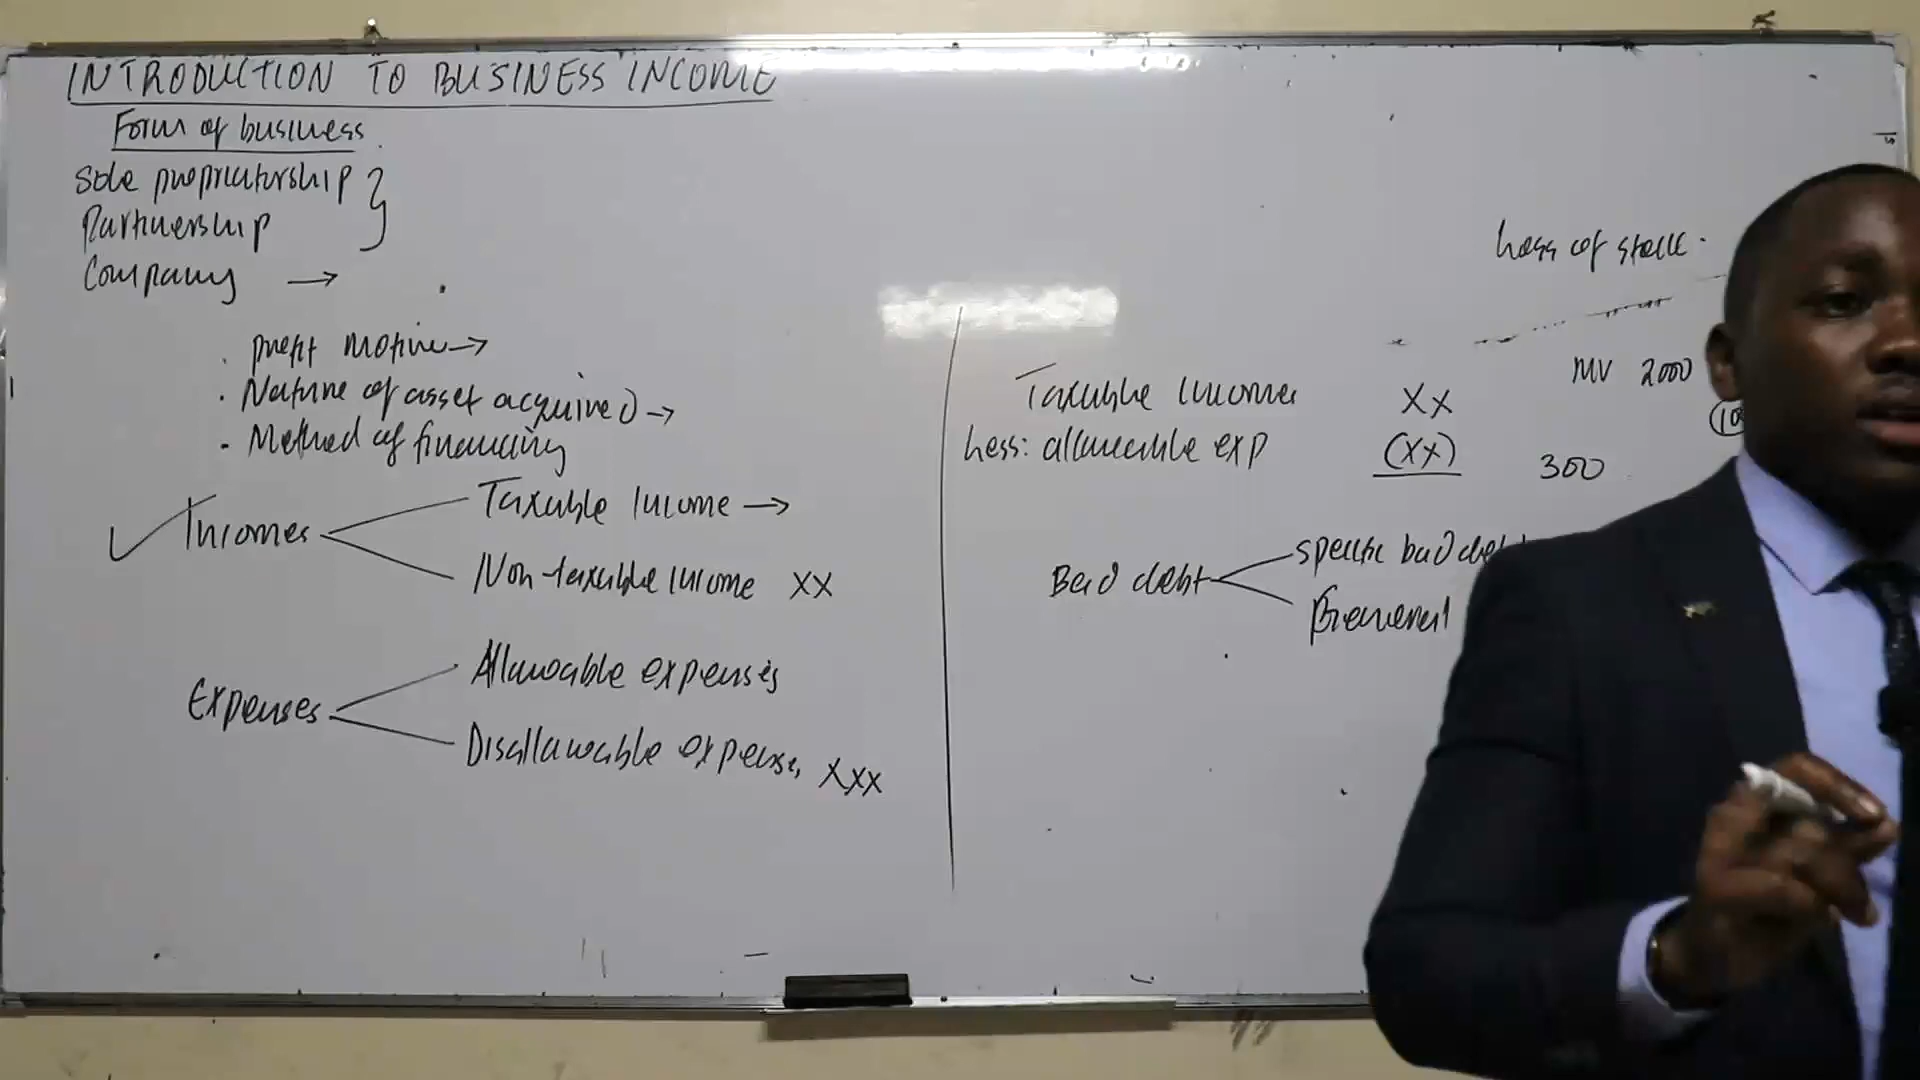 INTRODUCTION TO BUSINESS INCOME
Form of business
Sole proprietorship
Partnership
Company →
. profit motive →
. Nature of asset acquired →
- Method of financing
Incomes
Taxable Income →
Non-taxable income XX
Expenses
Allowable expenses
Disallowable expenses XXX
Loss of stock.
MV 2000
Taxable Income XX
Less: allowable exp (XX) 300
Bad debt
specific bad debt
General